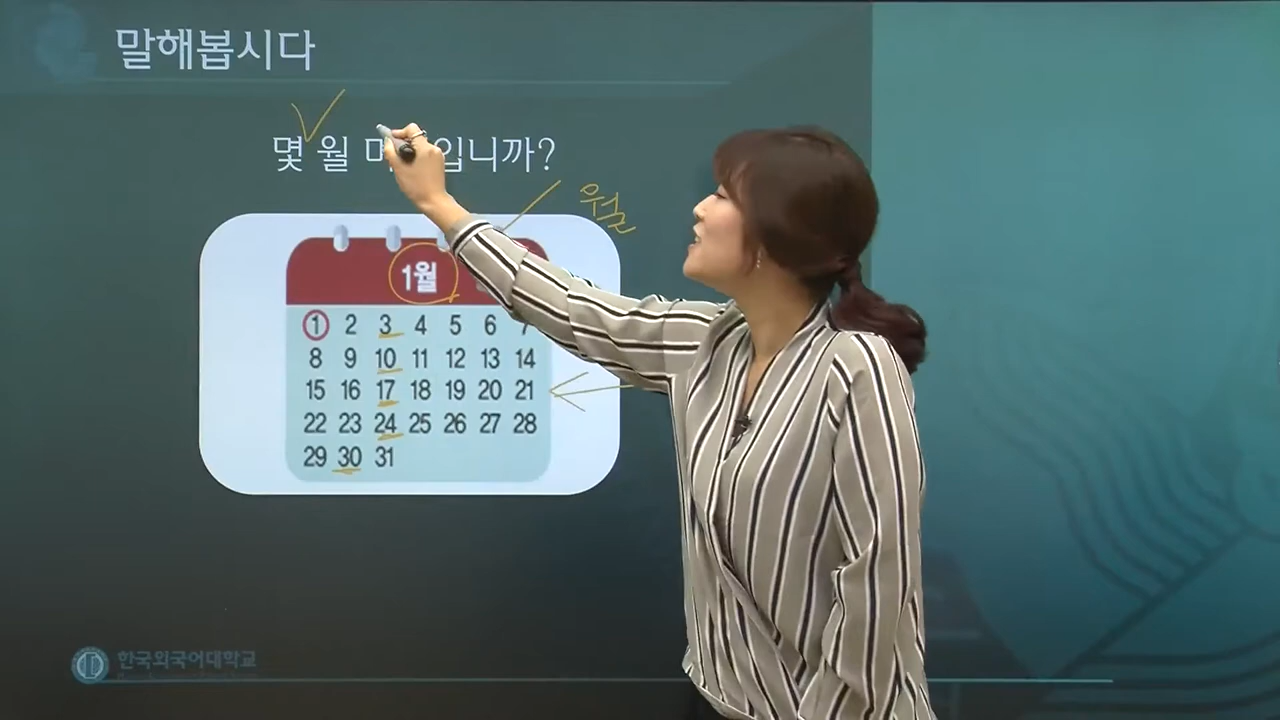 말해봅시다
몇 월 입니까?
월
1월
1 2 3 4 5 6 7
8 9 10 11 12 13 14
15 16 17 18 19 20 21
22 23 24 25 26 27 28
29 30 31
한국외국어대학교